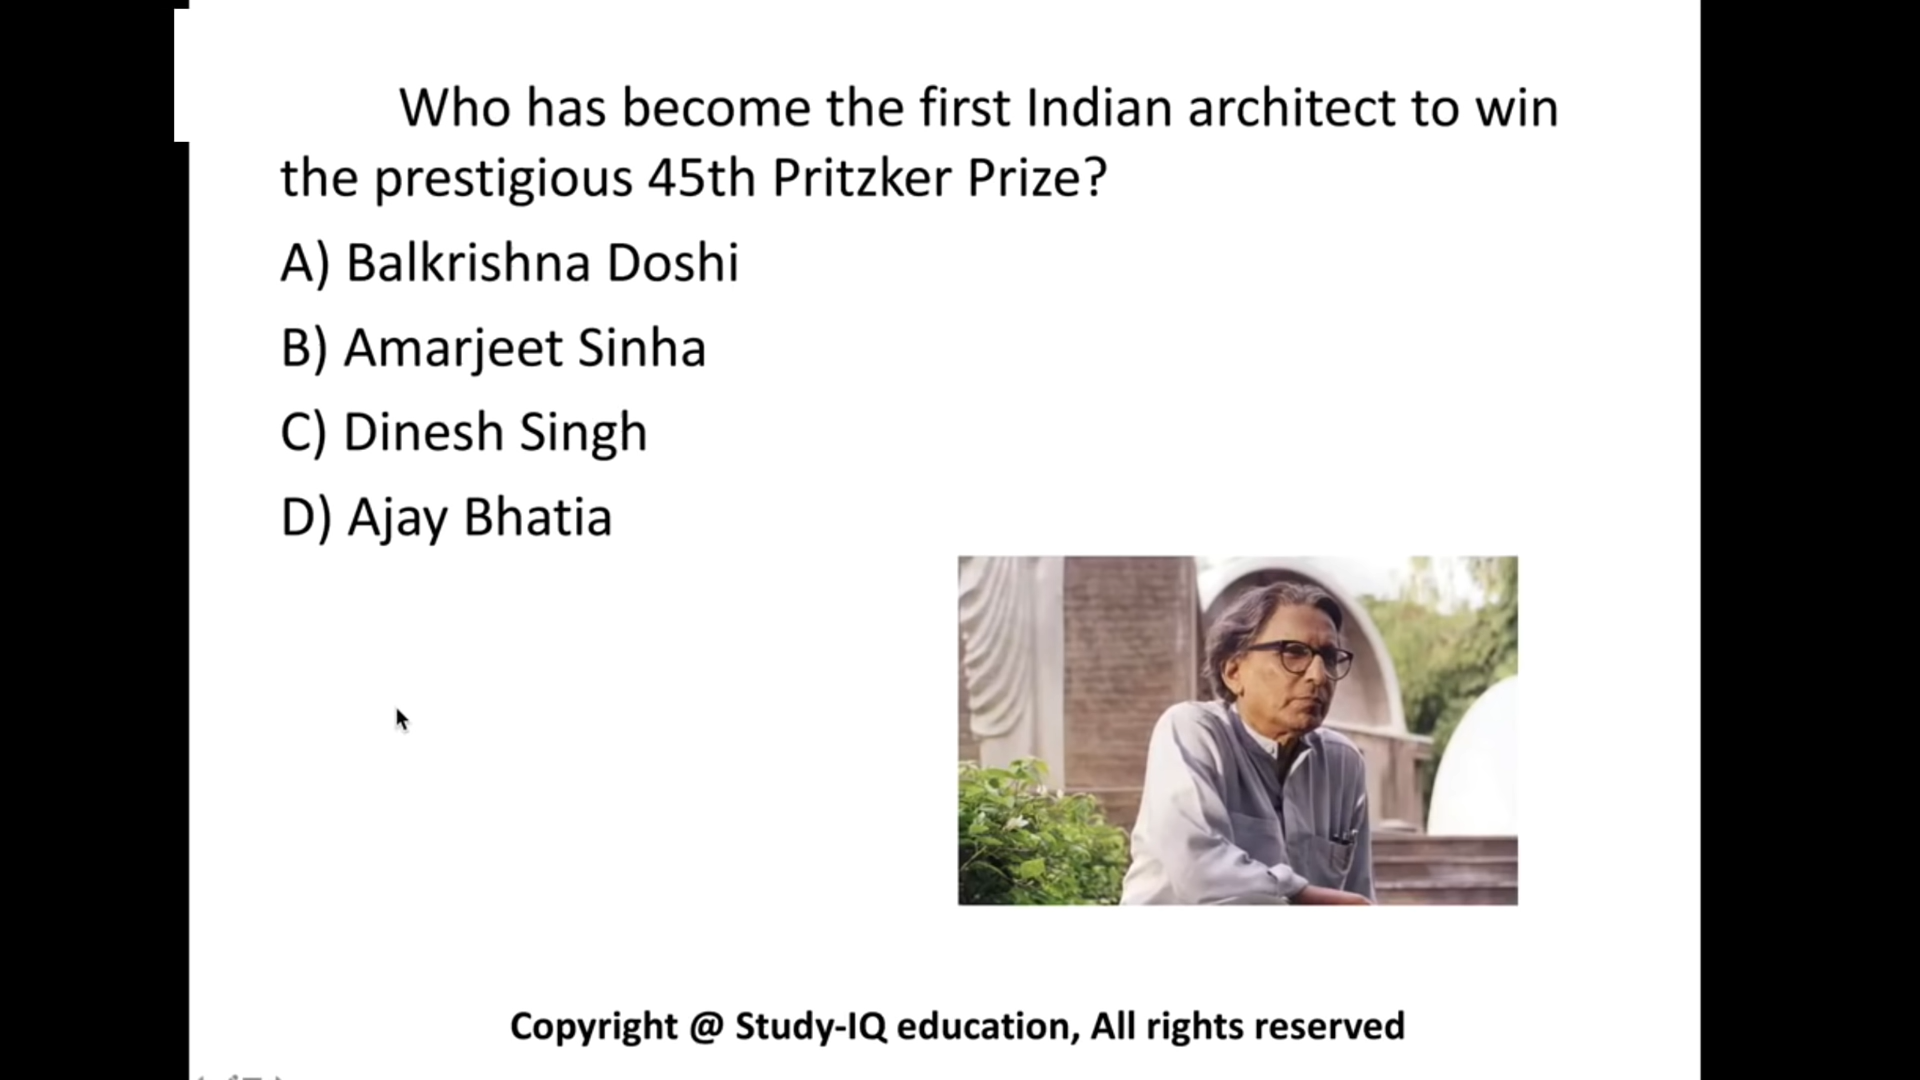 Who has become the first Indian architect to win
the prestigious 45th Pritzker Prize?
A) Balkrishna Doshi
B) Amarjeet Sinha
C) Dinesh Singh
D) Ajay Bhatia
Copyright @ Study-IQ education, All rights reserved